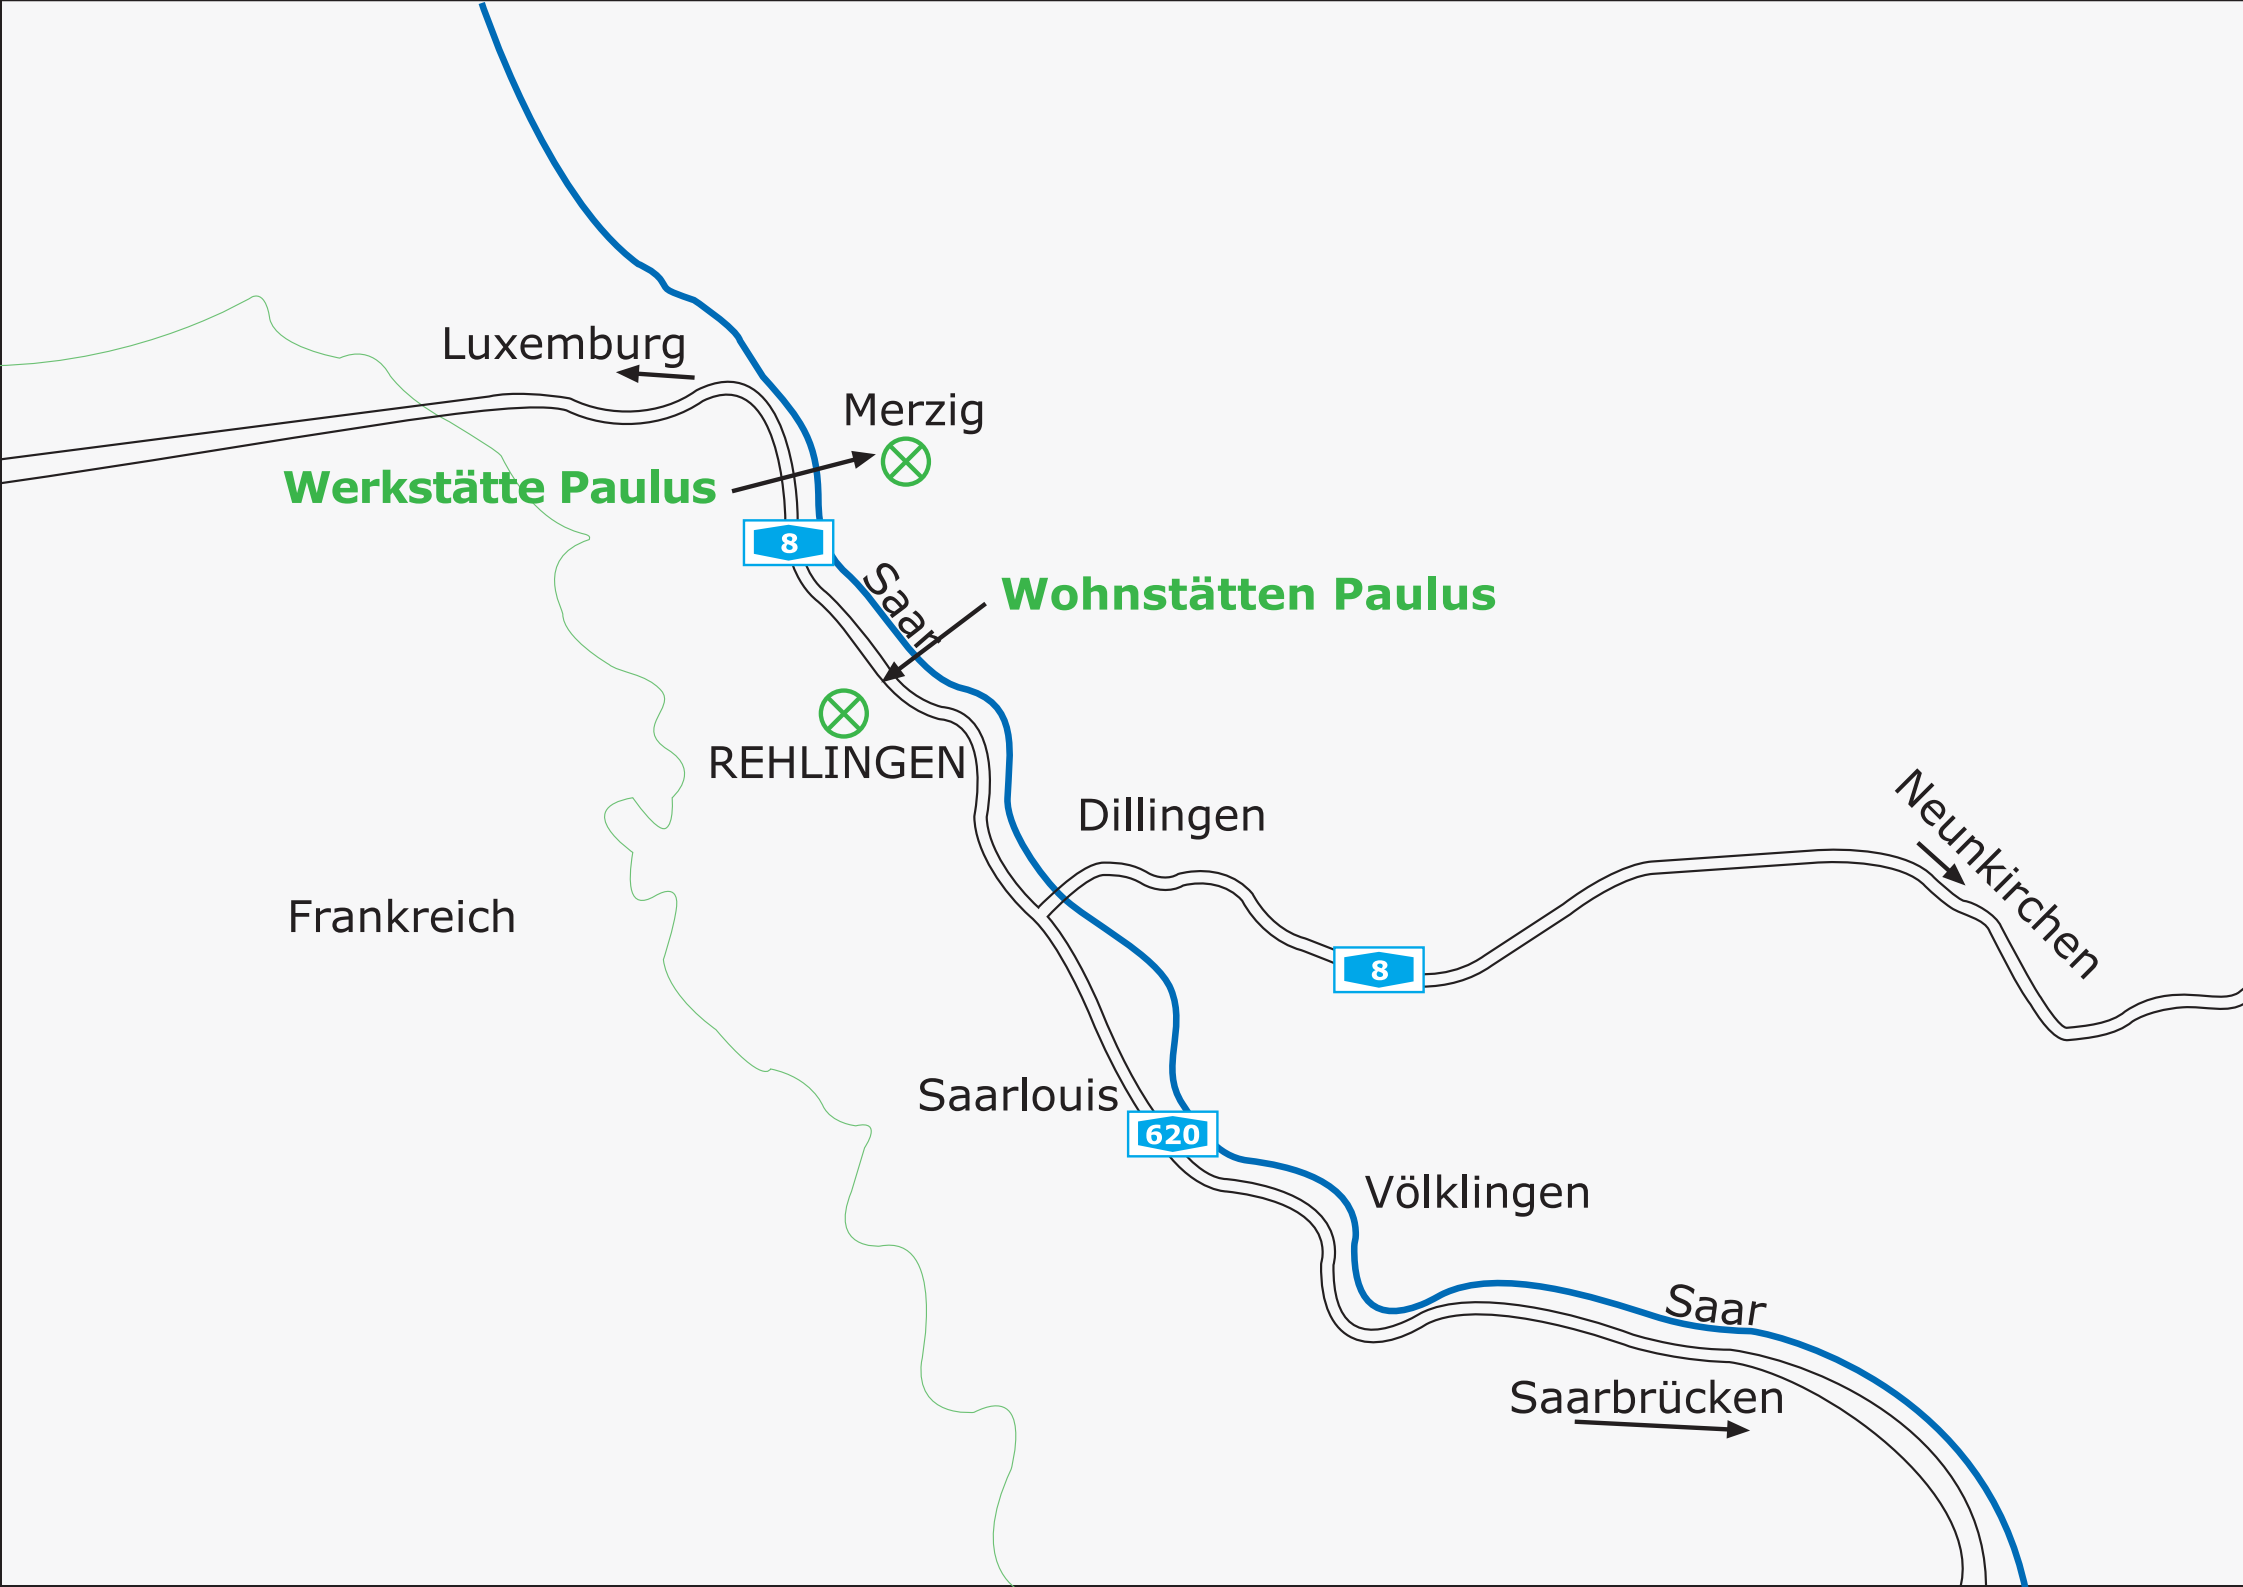 Luxemburg
Merzig
Werkstätte Paulus
8
Saar
Wohnstätten Paulus
REHLINGEN
Dillingen
Neunkirchen
Frankreich
8
Saarlouis
620
Völklingen
Saar
Saarbrücken